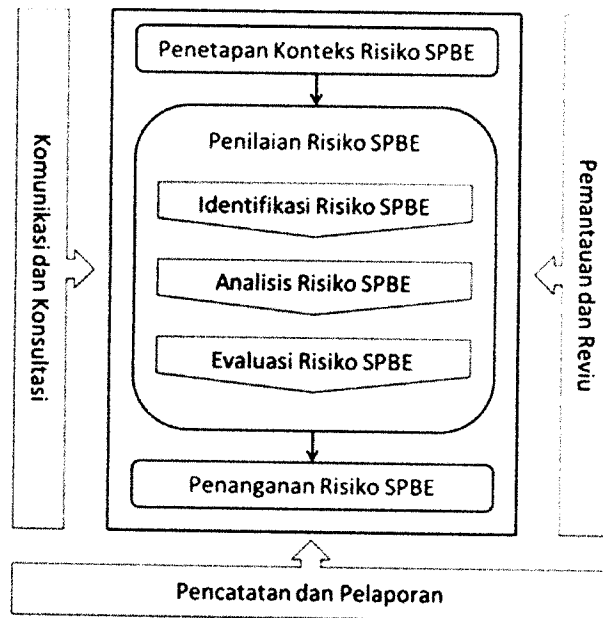 Penetapan Konteks Risiko SPBE
Penilaian Risiko SPBE
Identifikasi Risiko SPBE
Analisis Risiko SPBE
Evaluasi Risiko SPBE
Penanganan Risiko SPBE
Komunikasi dan Konsultasi
Pemantauan dan Reviu
Pencatatan dan Pelaporan